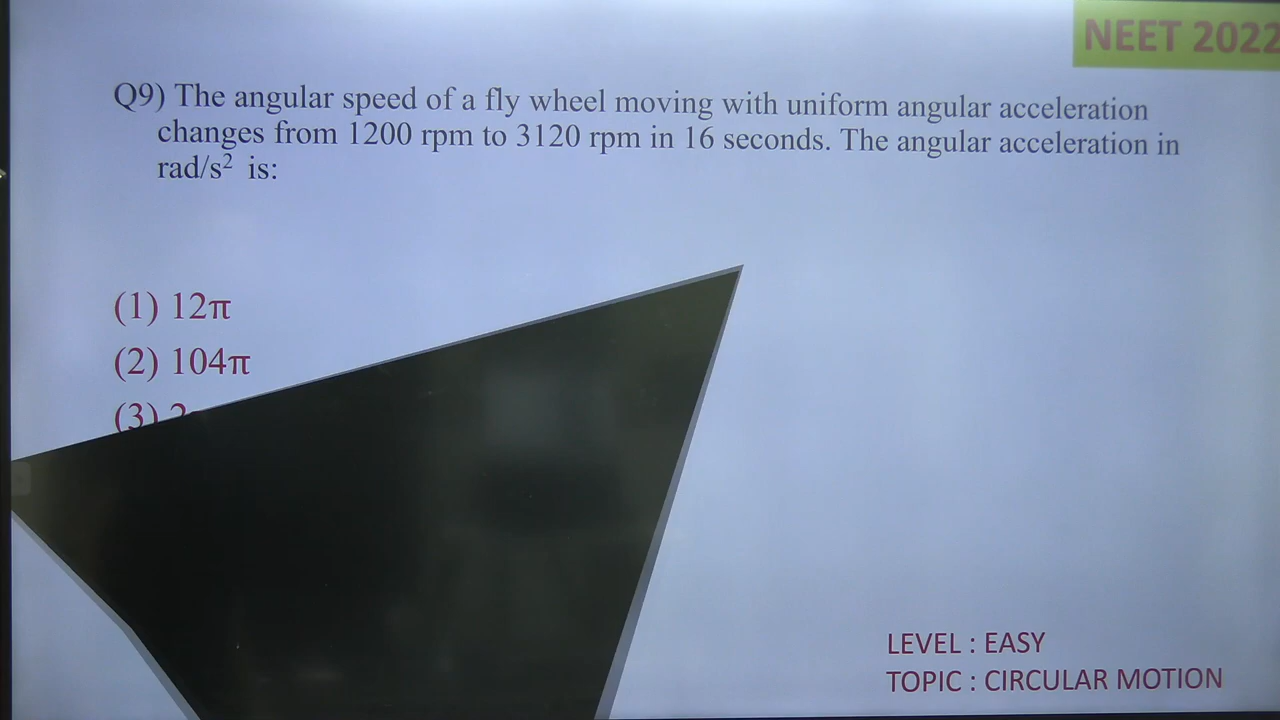 NEET 2022
Q9) The angular speed of a fly wheel moving with uniform angular acceleration
changes from 1200 rpm to 3120 rpm in 16 seconds. The angular acceleration in
rad/s² is:
(1) 12π
(2) 104π
(3)
LEVEL : EASY
TOPIC : CIRCULAR MOTION